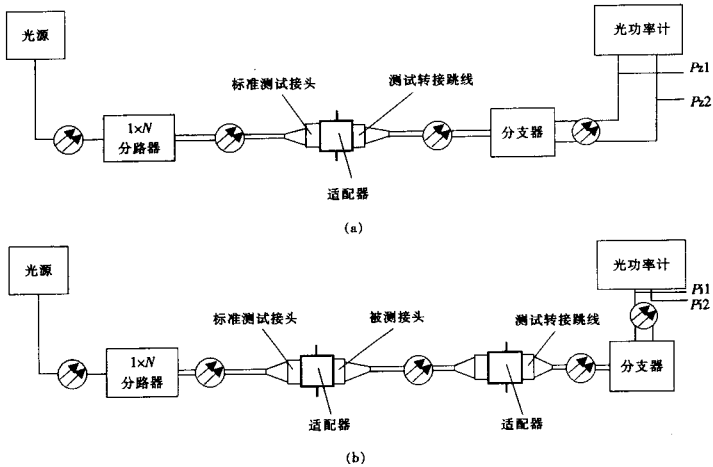 光源
光功率计
标准测试接头
测试转接跳线
Pz1
Pz2
1×N
分路器
分支器
适配器
(a)
光源
光功率计
Pi1
Pi2
标准测试接头
被测接头
测试转接跳线
1×N
分路器
分支器
适配器
适配器
(b)